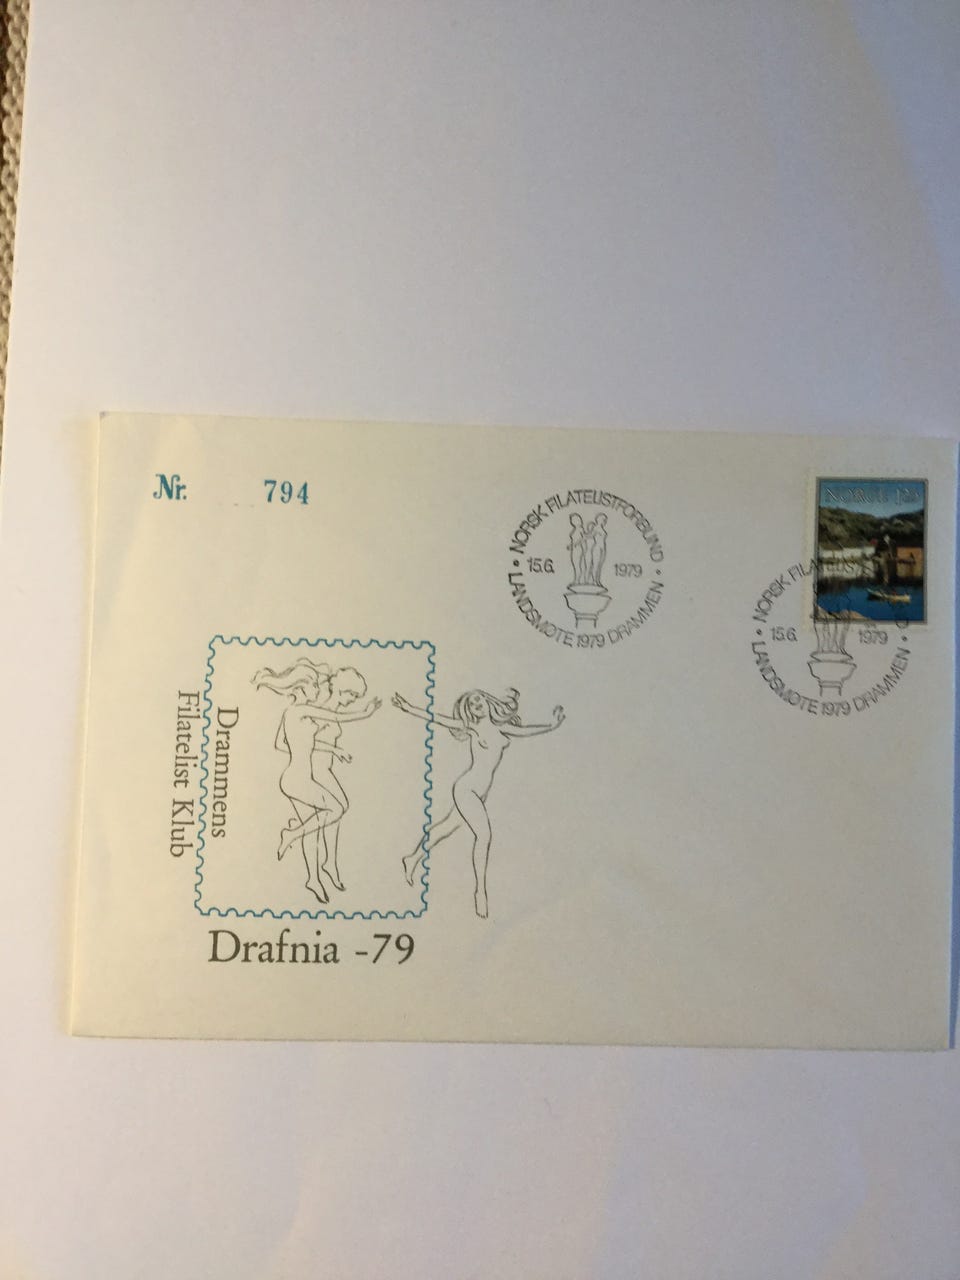 Nr. 794
NORSK FILATELISTFORBUND
15.6. 1979
LANDSMØTE 1979 DRAMMEN
NORGE
NORSK FILATELISTFORBUND
15.6. 1979
LANDSMØTE 1979 DRAMMEN
Drammens
Filatelist Klub
Drafnia -79